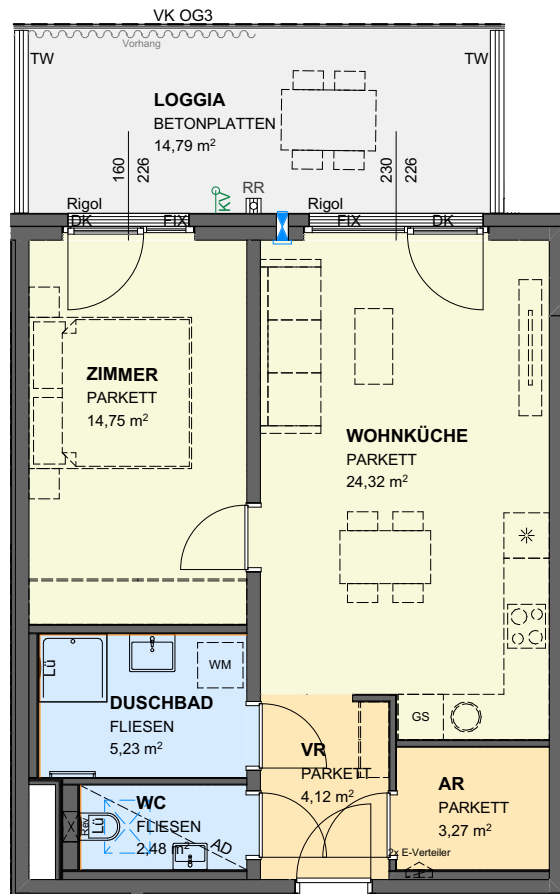 VK OG3
Vorhang
TW
TW
LOGGIA
BETONPLATTEN
14,79 m²
160
226
230
226
KV
RR
Rigol
Rigol
DK
FIX
FIX
DK
ZIMMER
PARKETT
14,75 m²
WOHNKÜCHE
PARKETT
24,32 m²
Lü
WM
DUSCHBAD
FLIESEN
5,23 m²
GS
VR
PARKETT
4,12 m²
AR
PARKETT
3,27 m²
WC
FLIESEN
2,48 m²
Rev
Lü
AD
2x E-Verteiler